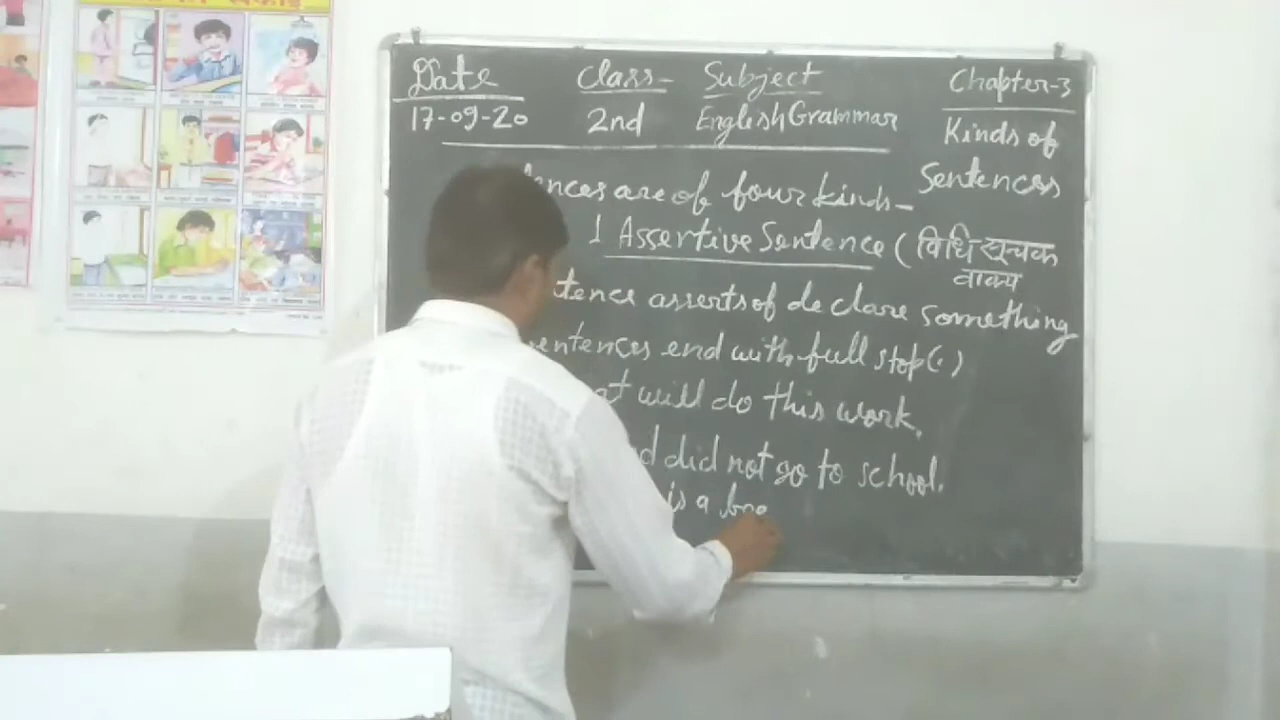 Date Class- Subject Chapter-3
17-09-20 2nd English Grammar Kinds of
Sentences
tences are of four kinds-
1 Assertive Sentence ( विधि सूचक
वाक्य
tence asserts of declare something
sentences end with full stop (.)
at will do this work.
d did not go to school.
is a boo